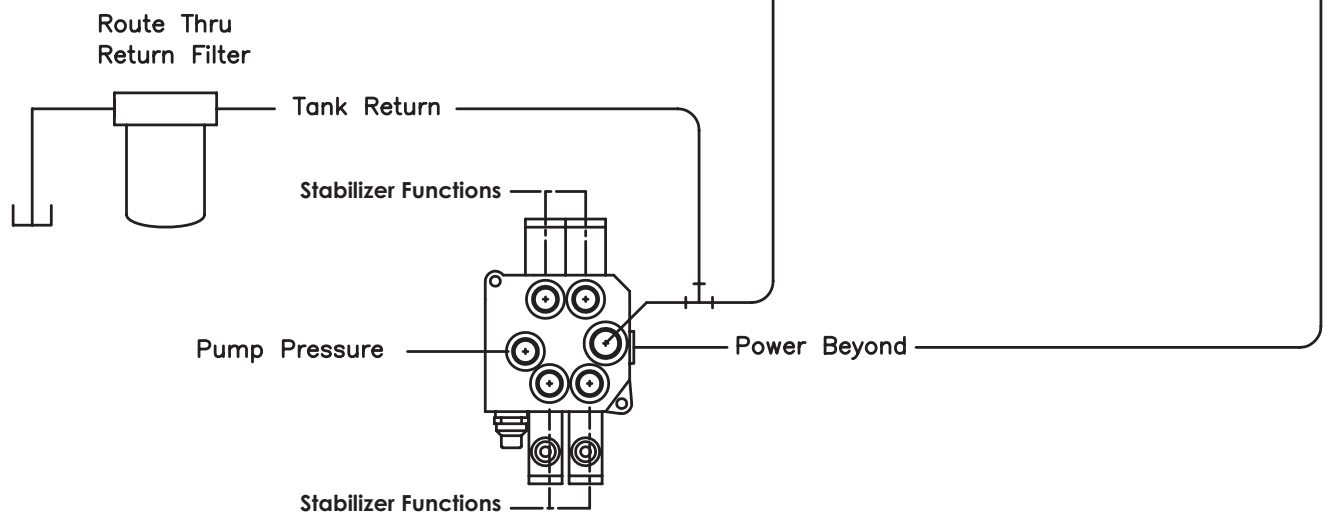 Route Thru
Return Filter
Tank Return
Stabilizer Functions
Pump Pressure
Power Beyond
Stabilizer Functions